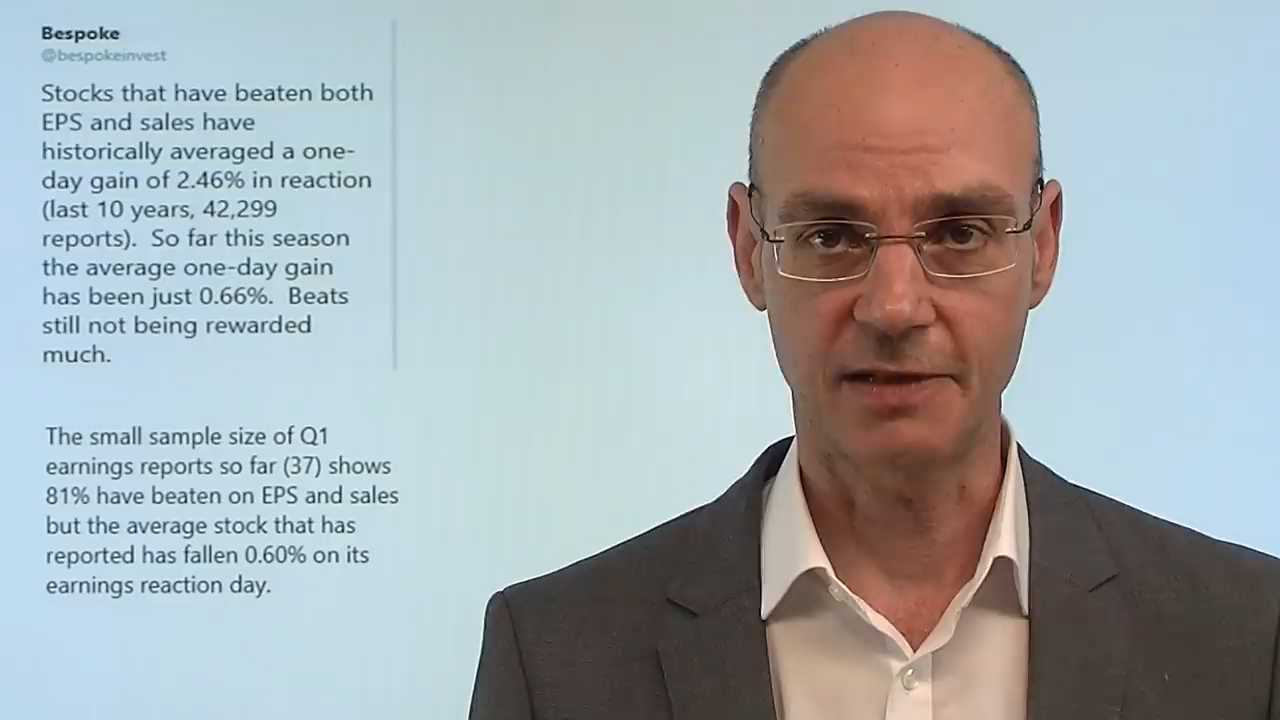 Bespoke
@bespokeinvest
Stocks that have beaten both
EPS and sales have
historically averaged a one-
day gain of 2.46% in reaction
(last 10 years, 42,299
reports).  So far this season
the average one-day gain
has been just 0.66%.  Beats
still not being rewarded
much.
The small sample size of Q1
earnings reports so far (37) shows
81% have beaten on EPS and sales
but the average stock that has
reported has fallen 0.60% on its
earnings reaction day.